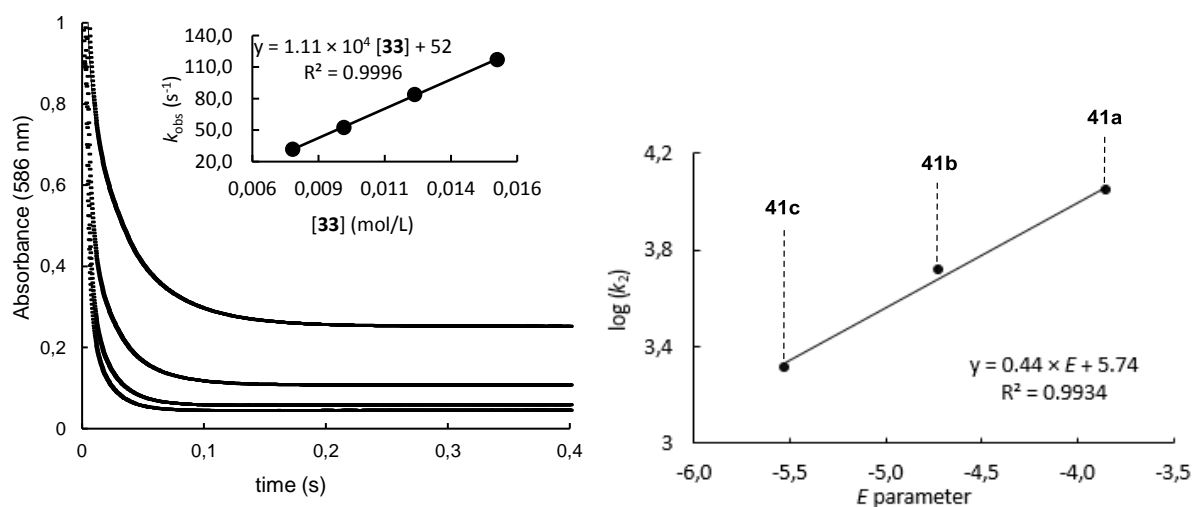 1
0,8
0,6
0,4
0,2
0
Absorbance (586 nm)
0
0,1
0,2
0,3
0,4
time (s)
140,0
110,0
80,0
50,0
20,0
k_obs (s⁻¹)
y = 1.11 × 10⁴ [33] + 52
R² = 0.9996
0,006
0,009
0,011
0,014
0,016
[33] (mol/L)
4,2
3,8
3,4
3
log (k₂)
41a
41b
41c
y = 0.44 × E + 5.74
R² = 0.9934
-6,0
-5,5
-5,0
-4,5
-4,0
-3,5
E parameter